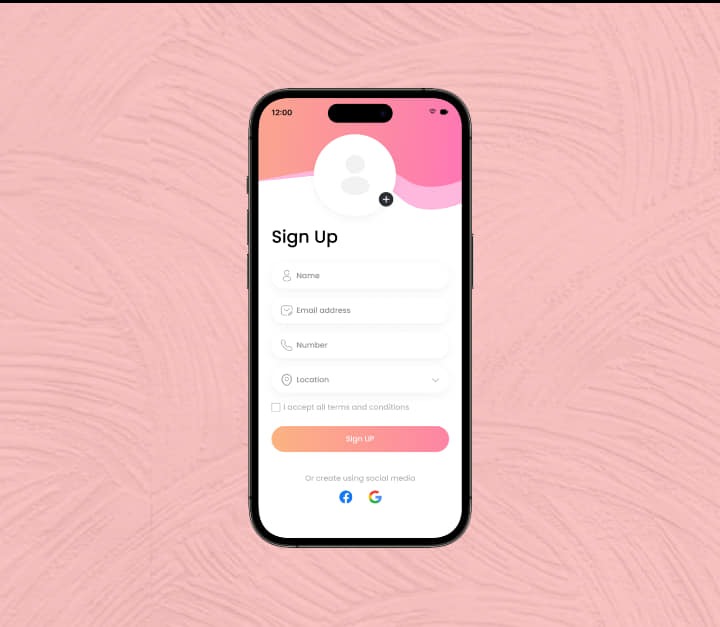 12:00
Sign Up
Name
Email address
Number
Location
I accept all terms and conditions
Sign UP
Or create using social media